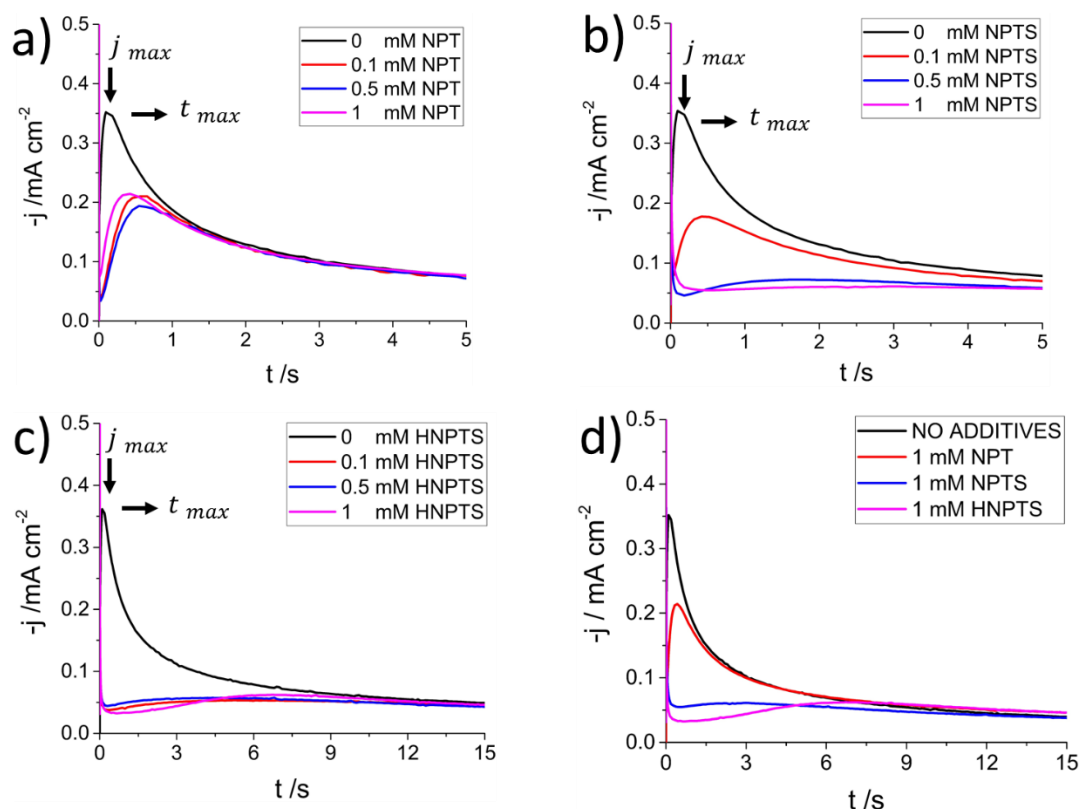 a)
j max
t max
0 mM NPT
0.1 mM NPT
0.5 mM NPT
1 mM NPT
-j /mA cm-2
0.5
0.4
0.3
0.2
0.1
0.0
0 1 2 3 4 5
t /s
b)
j max
t max
0 mM NPTS
0.1 mM NPTS
0.5 mM NPTS
1 mM NPTS
-j /mA cm-2
0.5
0.4
0.3
0.2
0.1
0.0
0 1 2 3 4 5
t /s
c)
j max
t max
0 mM HNPTS
0.1 mM HNPTS
0.5 mM HNPTS
1 mM HNPTS
-j /mA cm-2
0.5
0.4
0.3
0.2
0.1
0.0
0 3 6 9 12 15
t /s
d)
NO ADDITIVES
1 mM NPT
1 mM NPTS
1 mM HNPTS
-j / mA cm-2
0.5
0.4
0.3
0.2
0.1
0.0
0 3 6 9 12 15
t /s